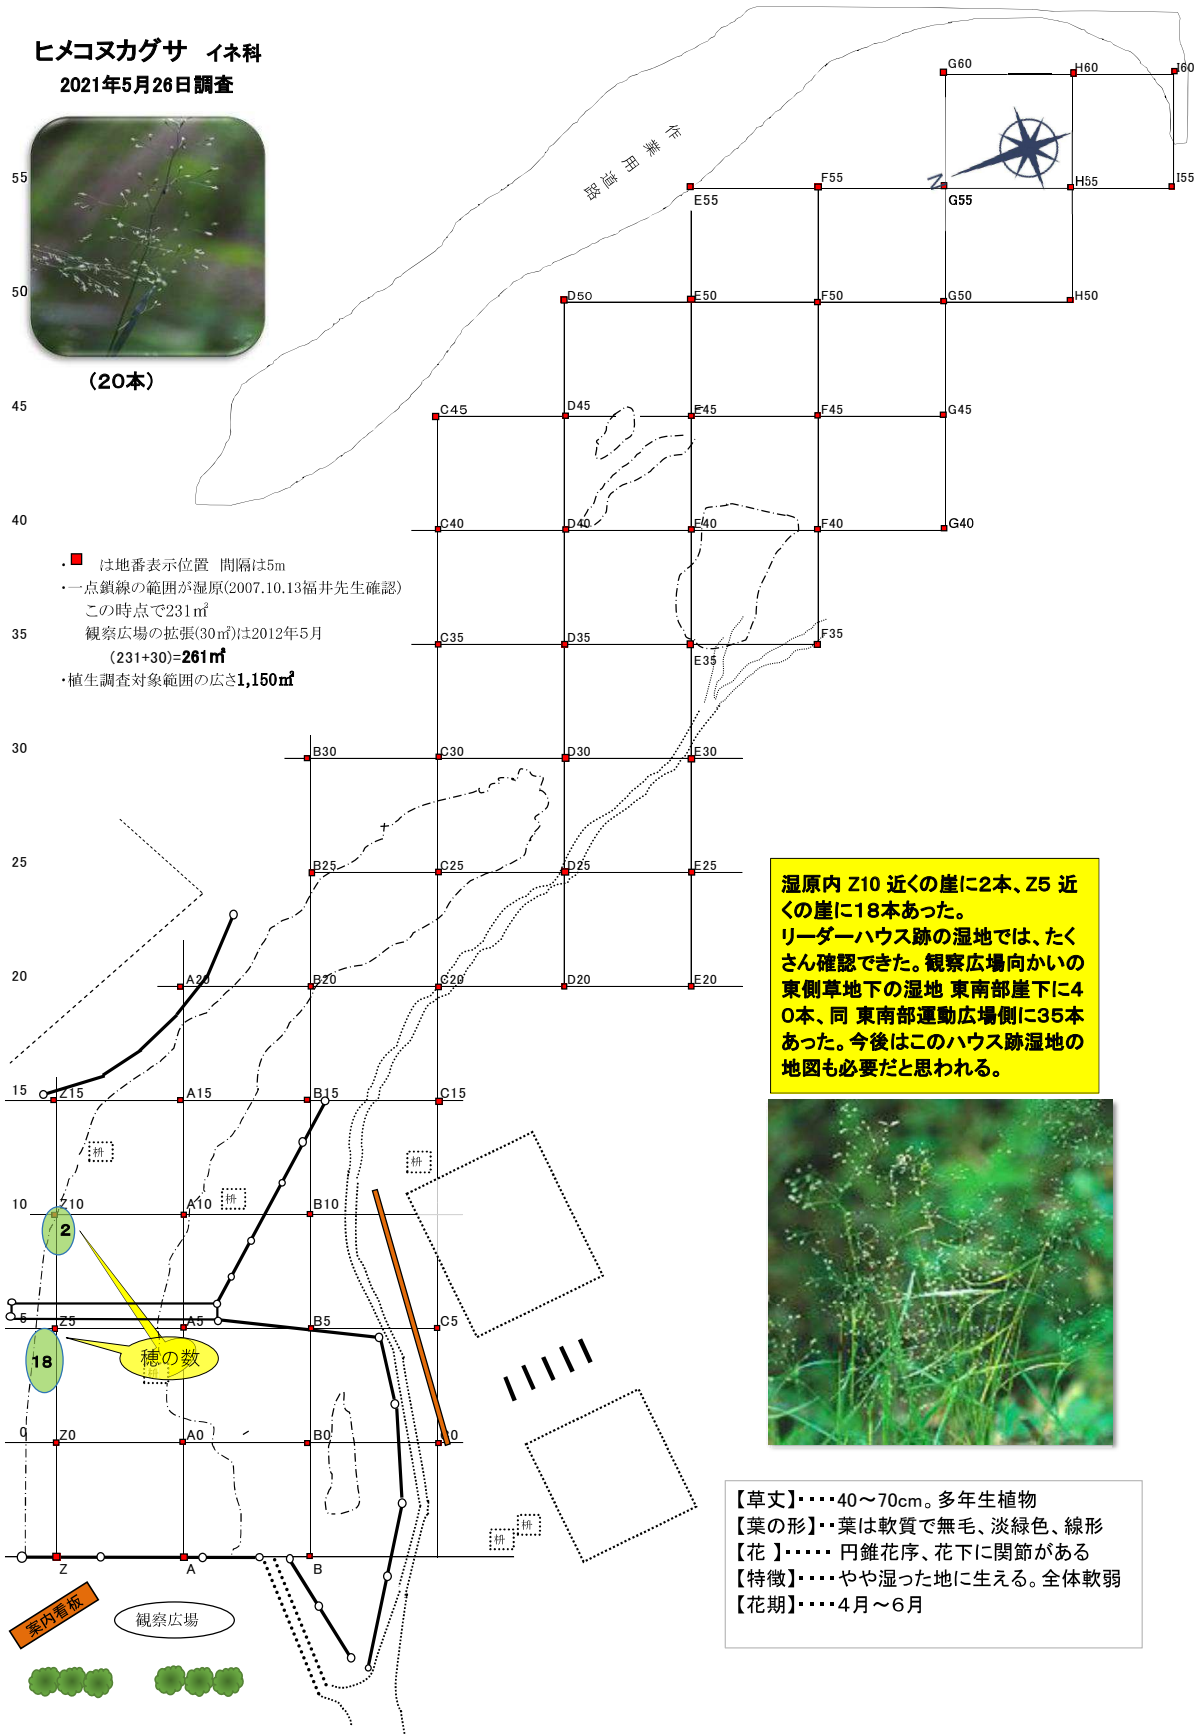 ヒメコヌカグサ イネ科
2021年5月26日調査
(20本)
作業用道路
G60
H60
I60
55
E55
F55
G55
H55
I55
N
50
D50
E50
F50
G50
H50
45
C45
D45
E45
F45
G45
40
C40
D40
E40
F40
G40
・■ は地番表示位置 間隔は5m
・一点鎖線の範囲が湿原(2007.10.13福井先生確認)
この時点で231㎡
観察広場の拡張(30㎡)は2012年5月
(231+30)=261㎡
・植生調査対象範囲の広さ1,150㎡
35
C35
D35
E35
F35
30
B30
C30
D30
E30
25
B25
C25
D25
E25
湿原内 Z10 近くの崖に2本、Z5 近
くの崖に18本あった。
リーダーハウス跡の湿地では、たく
さん確認できた。観察広場向かいの
東側草地下の湿地 東南部崖下に4
0本、同 東南部運動広場側に35本
あった。今後はこのハウス跡湿地の
地図も必要だと思われる。
20
A20
B20
C20
D20
E20
15
Z15
A15
B15
C15
枡
枡
枡
10
Z10
A10
B10
2
5
Z5
A5
B5
C5
18
穂の数
枡
0
Z0
A0
B0
C0
枡
枡
Z
A
B
案内看板
観察広場
【草丈】・・・・40～70cm。多年生植物
【葉の形】・・葉は軟質で無毛、淡緑色、線形
【花 】・・・・・ 円錐花序、花下に関節がある
【特徴】・・・・やや湿った地に生える。全体軟弱
【花期】・・・・4月～6月